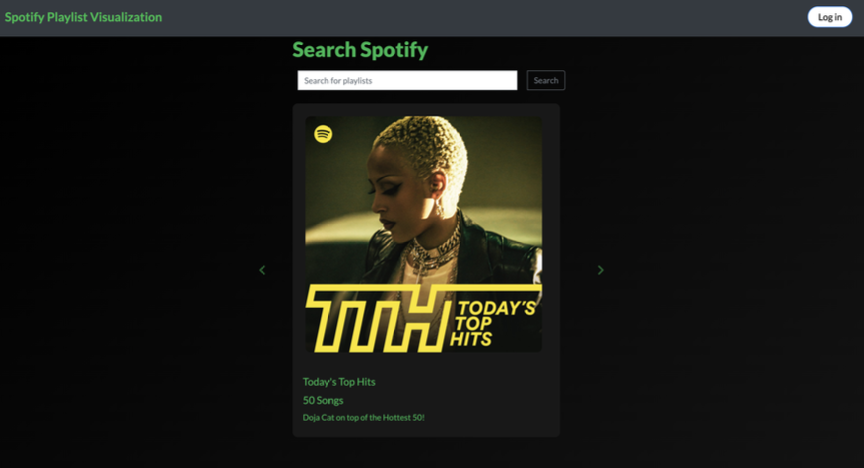 Spotify Playlist Visualization
Log in
Search Spotify
Search for playlists
Search
TTH
TODAY'S
TOP
HITS
Today's Top Hits
50 Songs
Doja Cat on top of the Hottest 50!